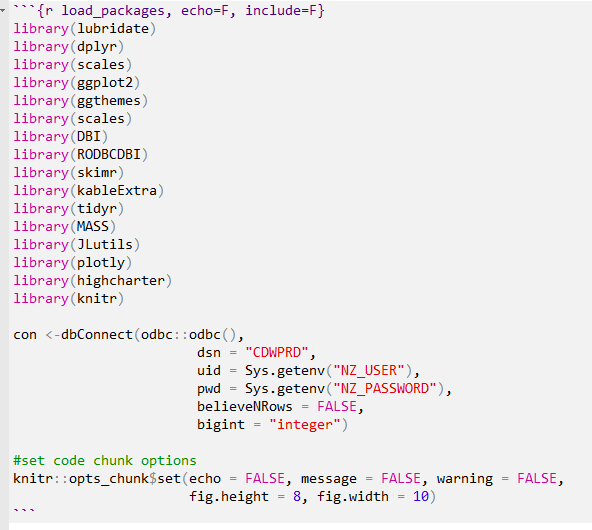 ```{r load_packages, echo=F, include=F}
library(lubridate)
library(dplyr)
library(scales)
library(ggplot2)
library(ggthemes)
library(scales)
library(DBI)
library(RODBCDBI)
library(skimr)
library(kableExtra)
library(tidyr)
library(MASS)
library(JLutils)
library(plotly)
library(highcharter)
library(knitr)

con <-dbConnect(odbc::odbc(),
                      dsn = "CDWPRD",
                      uid = Sys.getenv("NZ_USER"),
                      pwd = Sys.getenv("NZ_PASSWORD"),
                      believeNRows = FALSE,
                      bigint = "integer")

#set code chunk options
knitr::opts_chunk$set(echo = FALSE, message = FALSE, warning = FALSE,
                     fig.height = 8, fig.width = 10)
```